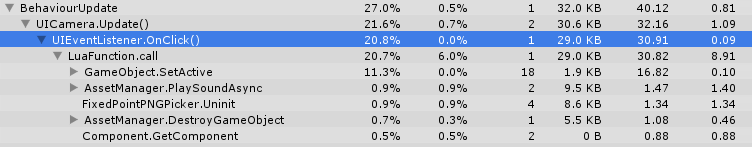 BehaviourUpdate 27.0% 0.5% 1 32.0 KB 40.12 0.81
UICamera.Update() 21.6% 0.7% 2 30.6 KB 32.16 1.09
UIEventListener.OnClick() 20.8% 0.0% 1 29.0 KB 30.91 0.09
LuaFunction.call 20.7% 6.0% 1 29.0 KB 30.82 8.91
GameObject.SetActive 11.3% 0.0% 18 1.9 KB 16.82 0.10
AssetManager.PlaySoundAsync 0.9% 0.9% 2 9.5 KB 1.47 1.40
FixedPointPNGPicker.Uninit 0.9% 0.9% 4 8.6 KB 1.34 1.34
AssetManager.DestroyGameObject 0.7% 0.3% 1 5.5 KB 1.08 0.46
Component.GetComponent 0.5% 0.5% 2 0 B 0.88 0.88